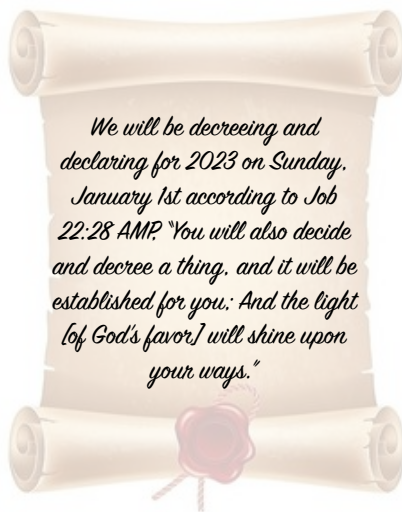 We will be decreeing and
declaring for 2023 on Sunday,
January 1st according to Job
22:28 AMP. "You will also decide
and decree a thing, and it will be
established for you; And the light
[of God's favor] will shine upon
your ways."